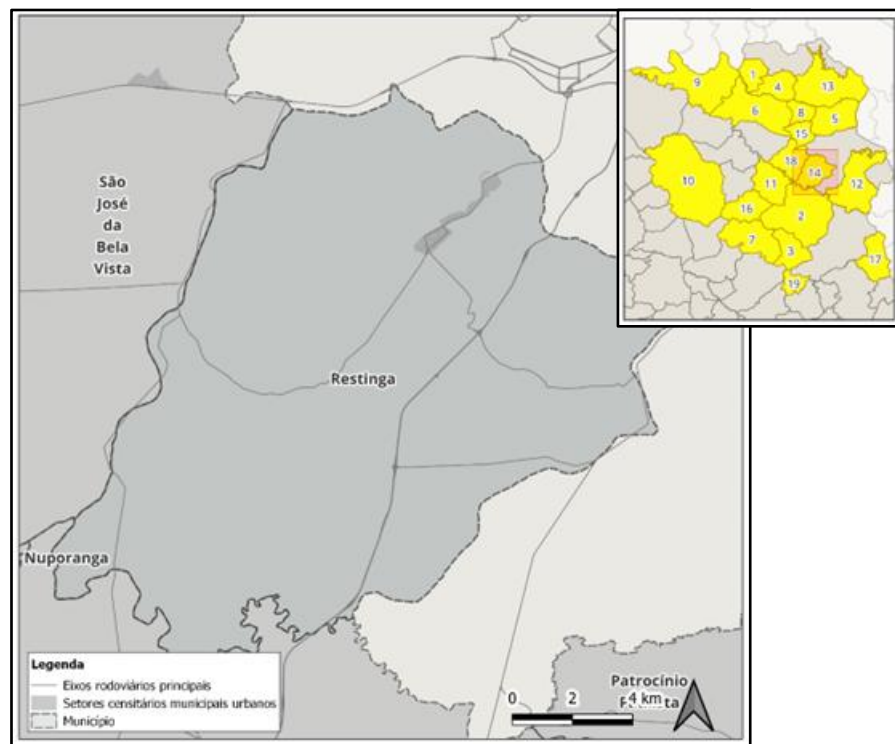 São
José
da
Bela
Vista
Restinga
Nuporanga
Patrocínio
Legenda
Eixos rodoviários principais
Setores censitários municipais urbanos
Município
0 2 4 km
1
9
4
13
6
8
5
15
18
14
10
11
12
16
2
7
3
17
19